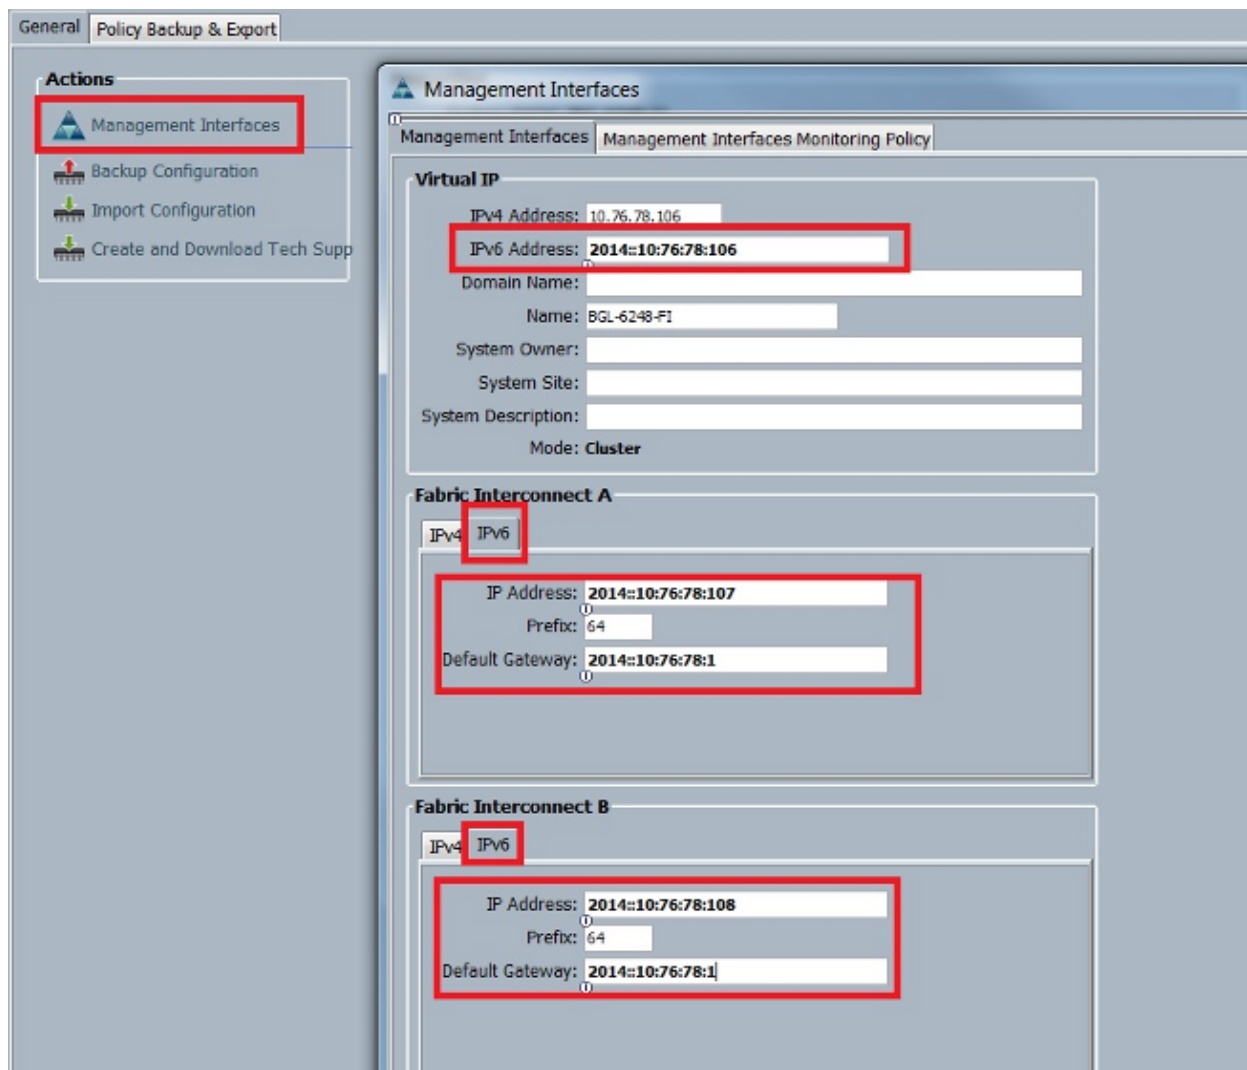 General
Policy Backup & Export
Actions
Management Interfaces
Backup Configuration
Import Configuration
Create and Download Tech Supp
Management Interfaces
Management Interfaces
Management Interfaces Monitoring Policy
Virtual IP
IPv4 Address: 10.76.78.106
IPv6 Address: 2014::10:76:78:106
Domain Name:
Name: BGL-6248-FI
System Owner:
System Site:
System Description:
Mode: Cluster
Fabric Interconnect A
IPv4 IPv6
IP Address: 2014::10:76:78:107
Prefix: 64
Default Gateway: 2014::10:76:78:1
Fabric Interconnect B
IPv4 IPv6
IP Address: 2014::10:76:78:108
Prefix: 64
Default Gateway: 2014::10:76:78:1